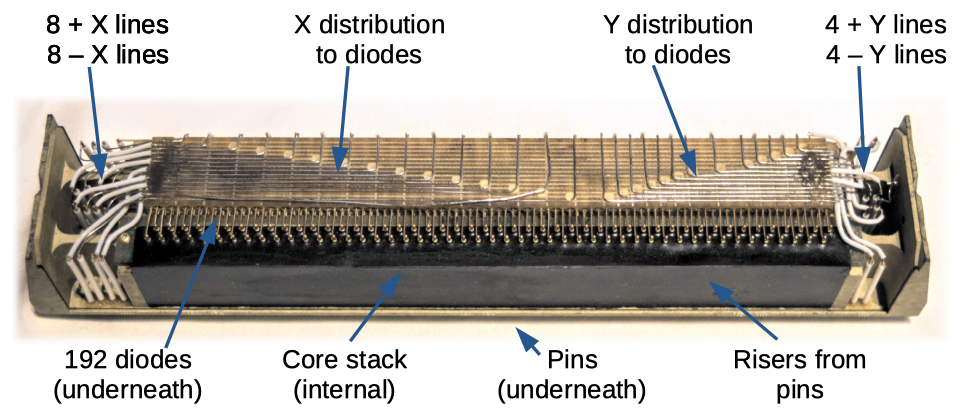 8 + X lines
8 – X lines
X distribution
to diodes
Y distribution
to diodes
4 + Y lines
4 – Y lines
192 diodes
(underneath)
Core stack
(internal)
Pins
(underneath)
Risers from
pins